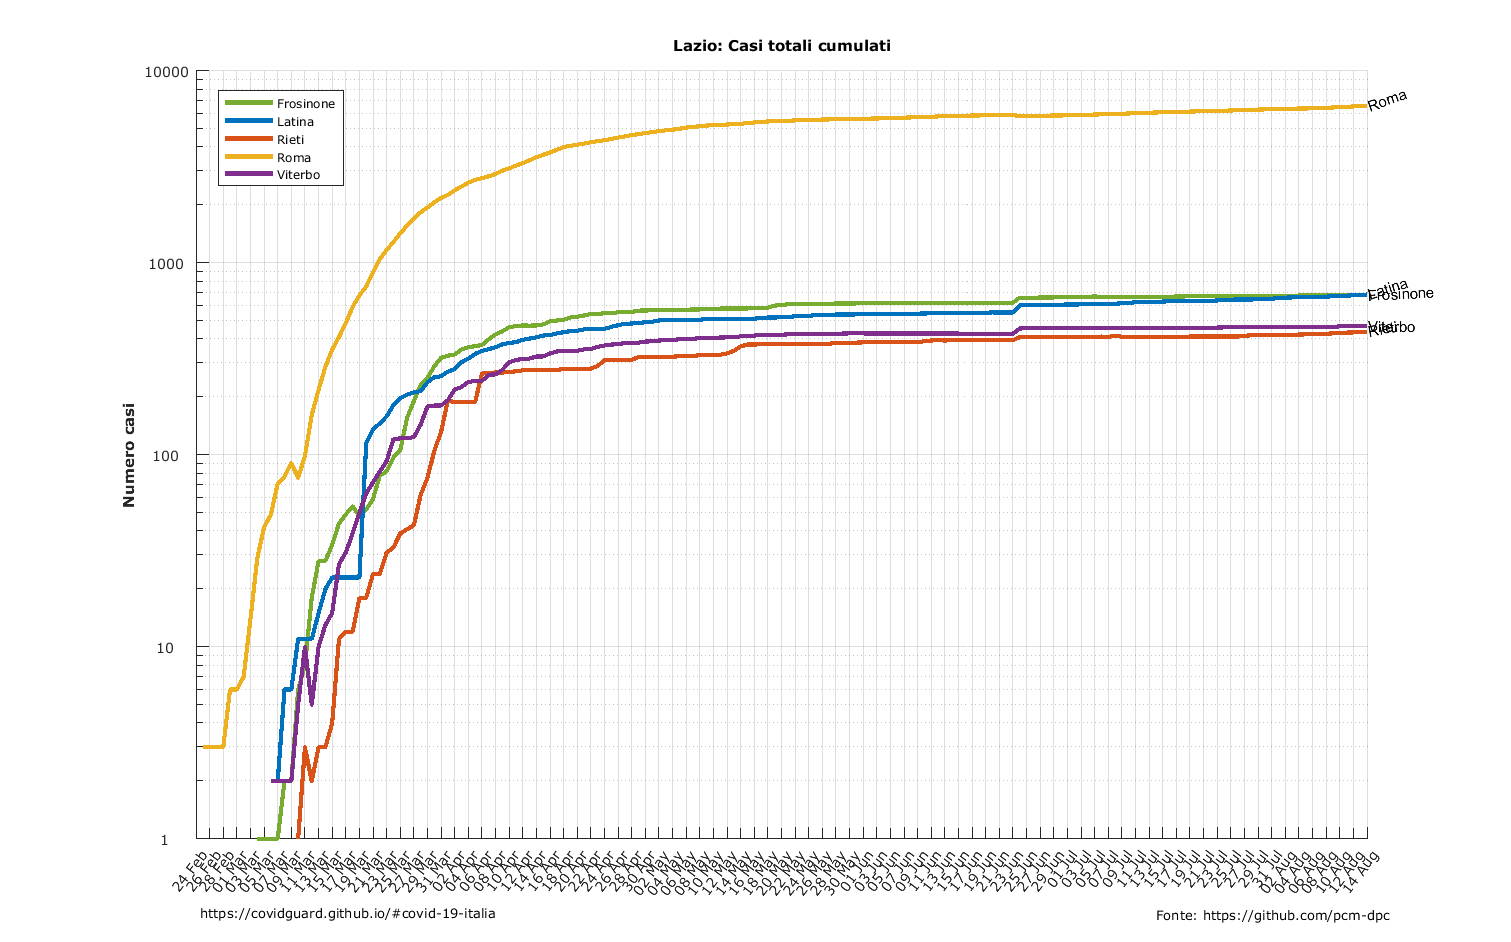 Lazio: Casi totali cumulati
10000
1000
100
10
1
Numero casi
Frosinone
Latina
Rieti
Roma
Viterbo
Roma
Latina
Frosinone
Viterbo
Rieti
24 Feb
26 Feb
28 Feb
01 Mar
03 Mar
05 Mar
07 Mar
09 Mar
11 Mar
13 Mar
15 Mar
17 Mar
19 Mar
21 Mar
23 Mar
25 Mar
27 Mar
29 Mar
31 Mar
02 Apr
04 Apr
06 Apr
08 Apr
10 Apr
12 Apr
14 Apr
16 Apr
18 Apr
20 Apr
22 Apr
24 Apr
26 Apr
28 Apr
30 Apr
02 May
04 May
06 May
08 May
10 May
12 May
14 May
16 May
18 May
20 May
22 May
24 May
26 May
28 May
30 May
01 Jun
03 Jun
05 Jun
07 Jun
09 Jun
11 Jun
13 Jun
15 Jun
17 Jun
19 Jun
21 Jun
23 Jun
25 Jun
27 Jun
29 Jun
01 Jul
03 Jul
05 Jul
07 Jul
09 Jul
11 Jul
13 Jul
15 Jul
17 Jul
19 Jul
21 Jul
23 Jul
25 Jul
27 Jul
29 Jul
31 Jul
02 Aug
04 Aug
06 Aug
08 Aug
10 Aug
12 Aug
14 Aug
https://covidguard.github.io/#covid-19-italia
Fonte: https://github.com/pcm-dpc